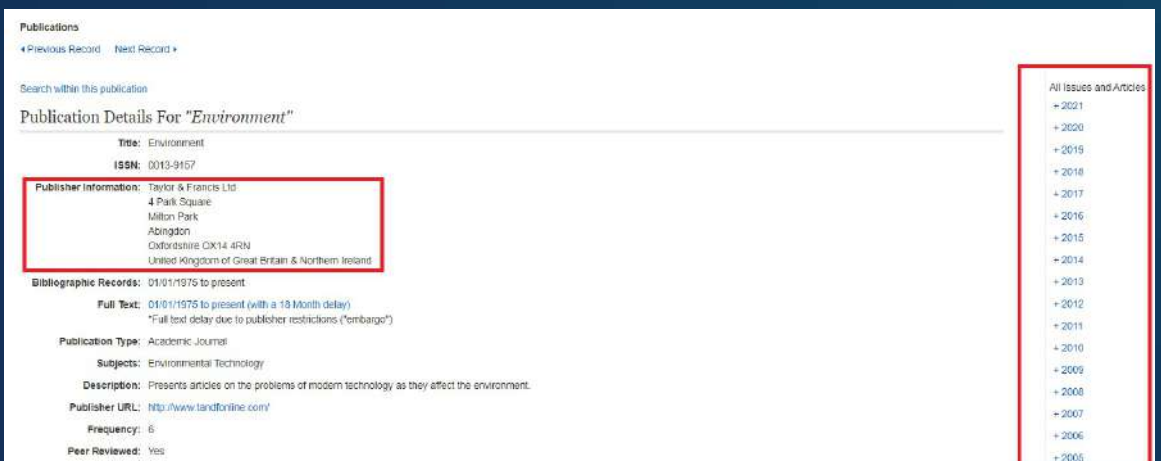 Publications
Previous Record Next Record
Search within this publication
Publication Details For "Environment"
Title: Environment
ISSN: 0013-9157
Publisher Information: Taylor & Francis Ltd
4 Park Square
Milton Park
Abingdon
Oxfordshire OX14 4RN
United Kingdom of Great Britain & Northern Ireland
Bibliographic Records: 01/01/1975 to present
Full Text: 01/01/1975 to present (with a 18 Month delay)
*Full text delay due to publisher restrictions ("embargo")
Publication Type: Academic Journal
Subjects: Environmental Technology
Description: Presents articles on the problems of modern technology as they affect the environment.
Publisher URL: http://www.tandfonline.com/
Frequency: 6
Peer Reviewed: Yes
All Issues and Articles
+ 2021
+ 2020
+ 2019
+ 2018
+ 2017
+ 2016
+ 2015
+ 2014
+ 2013
+ 2012
+ 2011
+ 2010
+ 2009
+ 2008
+ 2007
+ 2006
+ 2005